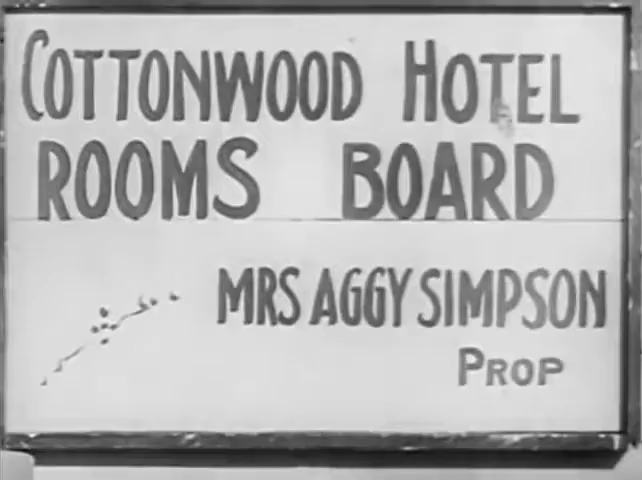 COTTONWOOD HOTEL
ROOMS BOARD
MRS AGGY SIMPSON
PROP